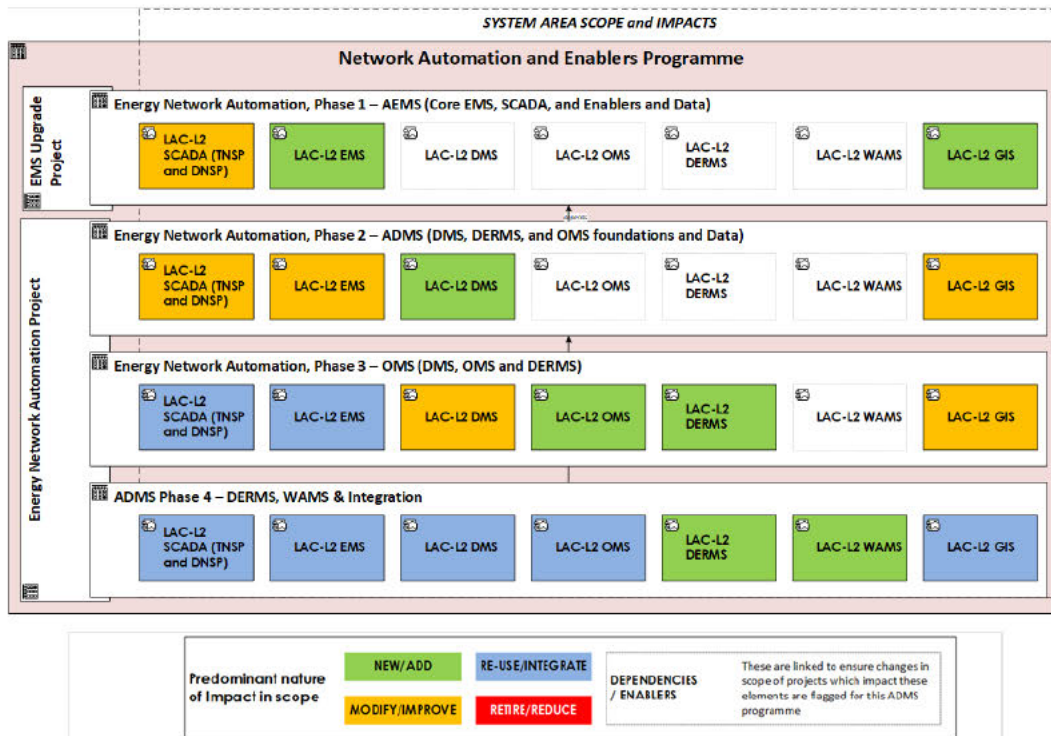 SYSTEM AREA SCOPE and IMPACTS
Network Automation and Enablers Programme
EMS Upgrade
Project
Energy Network Automation, Phase 1 – AEMS (Core EMS, SCADA, and Enablers and Data)
LAC-L2
SCADA (TNSP
and DNSP)
LAC-L2 EMS
LAC-L2 DMS
LAC-L2 OMS
LAC-L2
DERMS
LAC-L2 WAMS
LAC-L2 GIS
Energy Network Automation Project
Energy Network Automation, Phase 2 – ADMS (DMS, DERMS, and OMS foundations and Data)
LAC-L2
SCADA (TNSP
and DNSP)
LAC-L2 EMS
LAC-L2 DMS
LAC-L2 OMS
LAC-L2
DERMS
LAC-L2 WAMS
LAC-L2 GIS
Energy Network Automation, Phase 3 – OMS (DMS, OMS and DERMS)
LAC-L2
SCADA (TNSP
and DNSP)
LAC-L2 EMS
LAC-L2 DMS
LAC-L2 OMS
LAC-L2
DERMS
LAC-L2 WAMS
LAC-L2 GIS
ADMS Phase 4 – DERMS, WAMS & Integration
LAC-L2
SCADA (TNSP
and DNSP)
LAC-L2 EMS
LAC-L2 DMS
LAC-L2 OMS
LAC-L2
DERMS
LAC-L2 WAMS
LAC-L2 GIS
Predominant nature
of Impact in scope
NEW/ADD
RE-USE/INTEGRATE
MODIFY/IMPROVE
RETIRE/REDUCE
DEPENDENCIES
/ ENABLERS
These are linked to ensure changes in
scope of projects which impact these
elements are flagged for this ADMS
programme